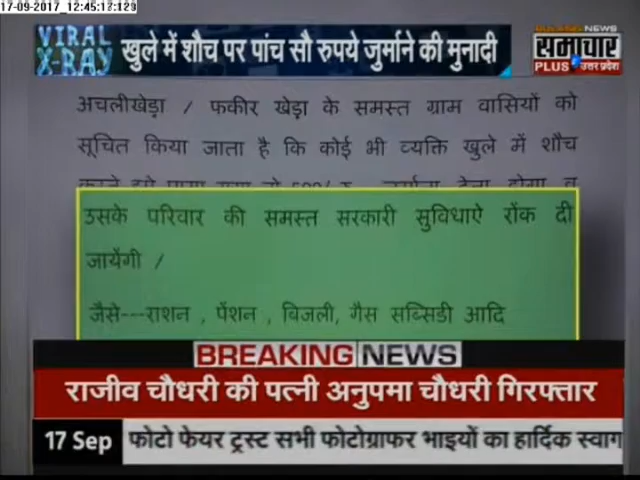 17-09-2017_12:45:17:129
VIRAL X-RAY
खुले में शौच पर पांच सौ रुपये जुर्माने की मुनादी
NEWS
समाचार
PLUS उत्तर प्रदेश
अचलीखेड़ा / फकीर खेड़ा के समस्त ग्राम वासियों को
सूचित किया जाता है कि कोई भी व्यक्ति खुले में शौच
उसके परिवार की समस्त सरकारी सुविधाऐ रोंक दी
जायेंगी /
जैसे---राशन , पेंशन , विजली, गैस सब्सिडी आदि
BREAKING NEWS
राजीव चौधरी की पत्नी अनुपमा चौधरी गिरफ्तार
17 Sep फोटो फेयर ट्रस्ट सभी फोटोग्राफर भाइयों का हार्दिक स्वाग